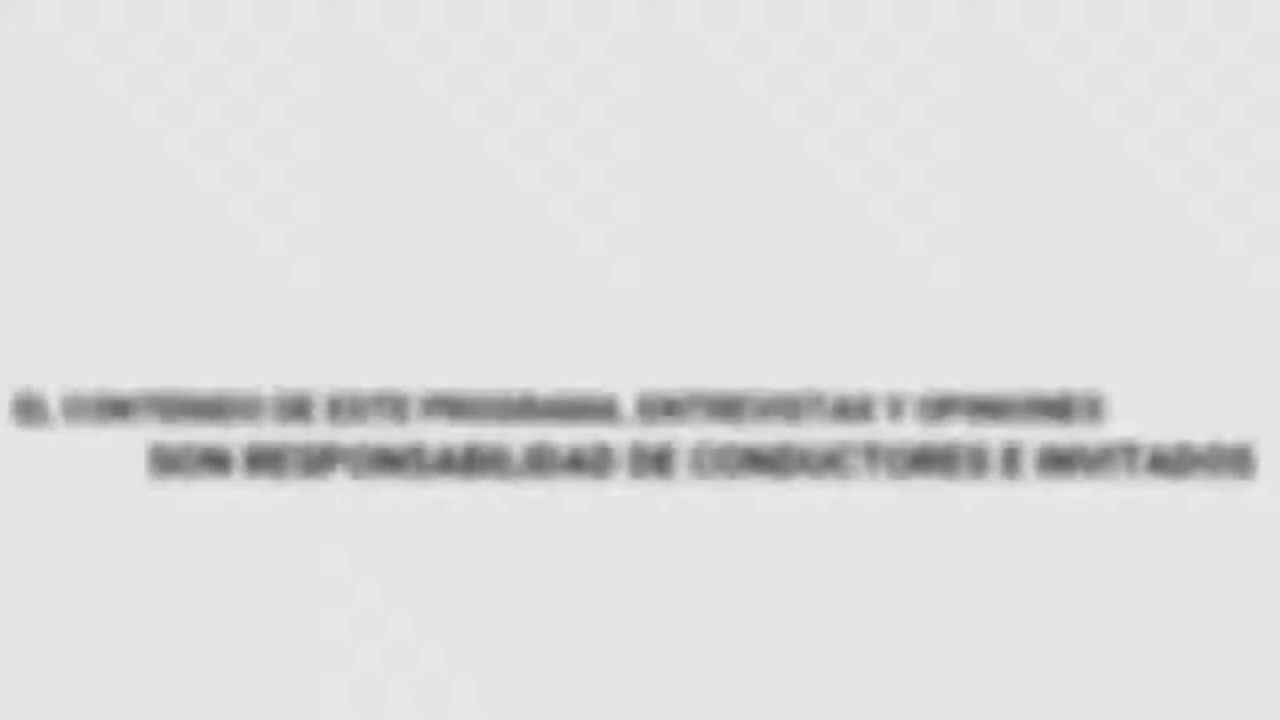 EL CONTENIDO DE ESTE PROGRAMA, ENTREVISTAS Y OPINIONES
SON RESPONSABILIDAD DE CONDUCTORES E INVITADOS